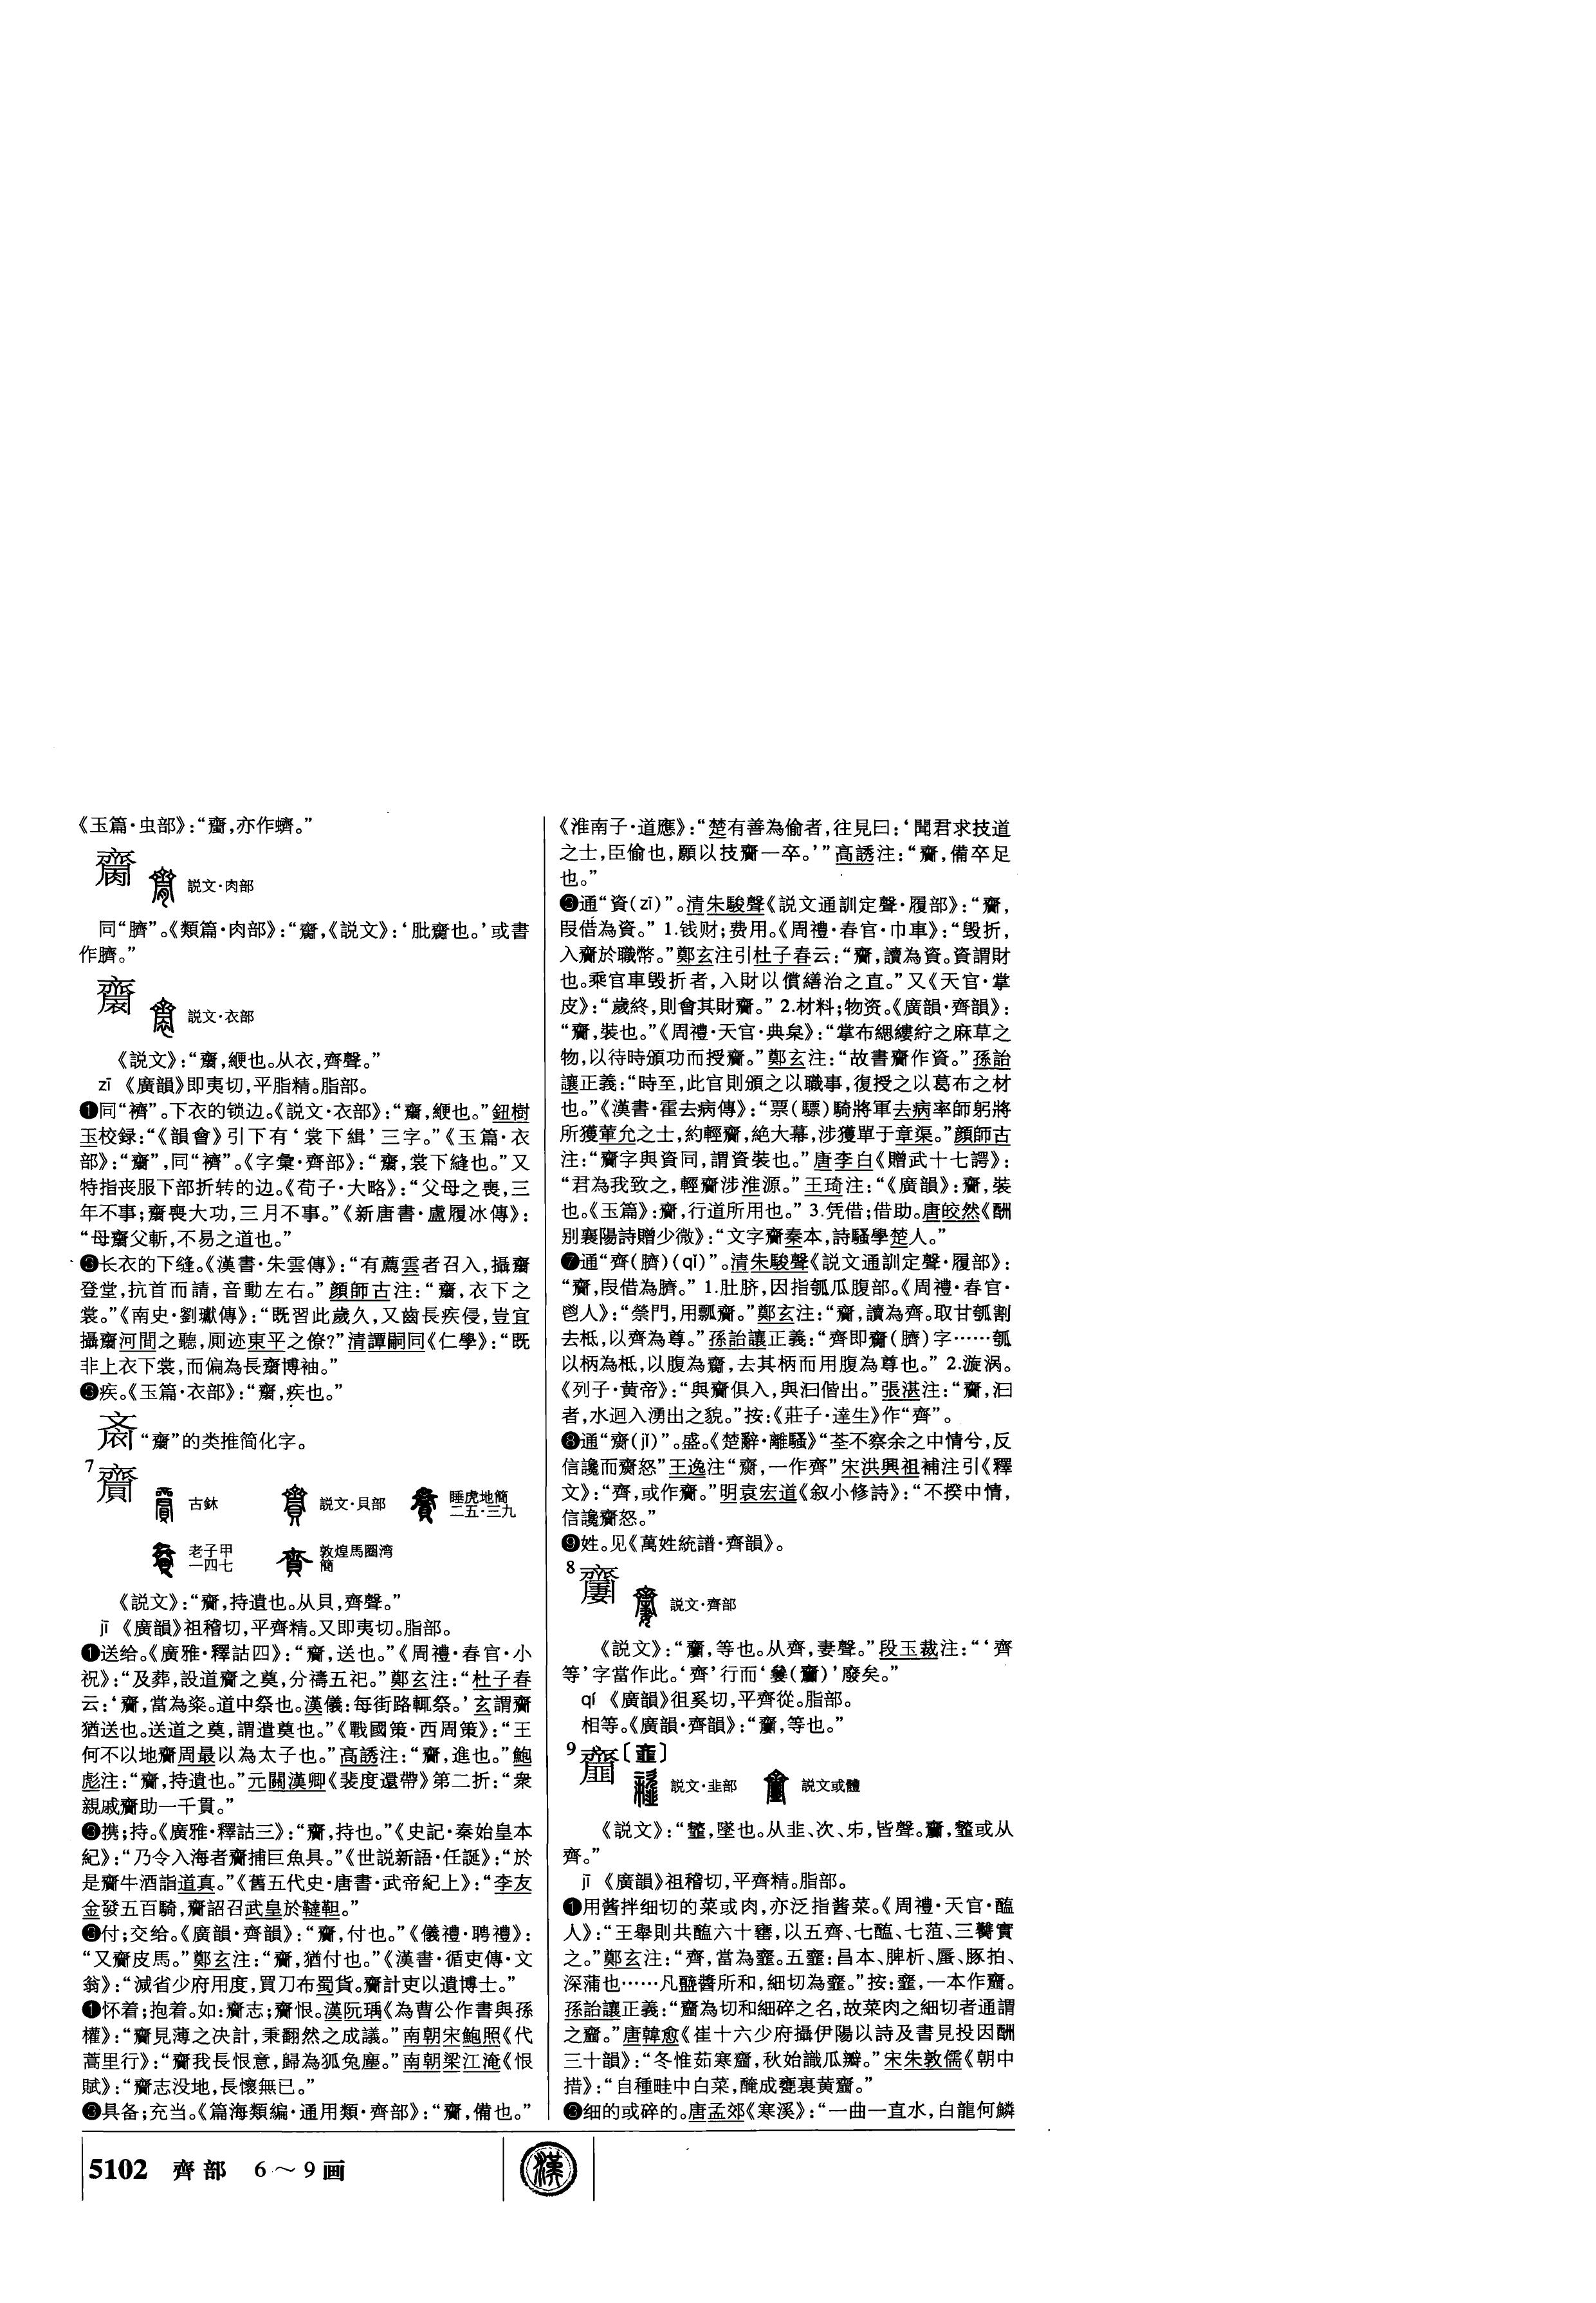 《玉篇·虫部》：“，亦作蠐。”
説文·肉部
同“臍”。《類篇·肉部》：“，《説文》：‘肶也。’或書
作臍。”
𪗋
説文·衣部
《説文》：“𪗋，緶也。从衣，齊聲。”
zī 《廣韻》即夷切，平脂精。脂部。
❶同“䙣”。下衣的锁边。《説文·衣部》：“𪗋，緶也。”鈕樹
玉校録：“《韻會》引下有‘裳下緝’三字。”《玉篇·衣
部》：“𪗋”，同“䙣”。《字彙·齊部》：“𪗋，裳下縫也。”又
特指丧服下部折转的边。《荀子·大略》：“父母之喪，三
年不事；𪗋喪大功，三月不事。”《新唐書·盧履冰傳》：
“母𪗋父斬，不易之道也。”
❷长衣的下缝。《漢書·朱雲傳》：“有薦雲者召入，攝𪗋
登堂，抗首而請，音動左右。”顔師古注：“𪗋，衣下之
裳。”《南史·劉瓛傳》：“既習此歲久，又齒長疾侵，豈宜
攝𪗋河間之聽，厠迹東平之僚？”清譚嗣同《仁學》：“既
非上衣下裳，而偏為長𪗋博袖。”
❸疾。《玉篇·衣部》：“𪗋，疾也。”
“𪗋”的类推简化字。
7 齎
古鉨 説文·貝部 睡虎地簡
二五·三九
老子甲
一四七 敦煌馬圈湾
簡
《説文》：“齎，持遺也。从貝，齊聲。”
jī 《廣韻》祖稽切，平齊精。又即夷切。脂部。
❶送给。《廣雅·釋詁四》：“齎，送也。”《周禮·春官·小
祝》：“及葬，設道齎之奠，分禱五祀。”鄭玄注：“杜子春
云：‘齎，當為粢。道中祭也。漢儀：每街路輒祭。’玄謂齎
猶送也。送道之奠，謂遣奠也。”《戰國策·西周策》：“王
何不以地齎周最以為太子也。”高誘注：“齎，進也。”鮑
彪注：“齎，持遺也。”元關漢卿《裴度還帶》第二折：“衆
親戚齎助一千貫。”
❷携；持。《廣雅·釋詁三》：“齎，持也。”《史記·秦始皇本
紀》：“乃令入海者齎捕巨魚具。”《世説新語·任誕》：“於
是齎牛酒詣道真。”《舊五代史·唐書·武帝紀上》：“李友
金發五百騎，齎詔召武皇於韃靼。”
❸付；交给。《廣韻·齊韻》：“齎，付也。”《儀禮·聘禮》：
“又齎皮馬。”鄭玄注：“齎，猶付也。”《漢書·循吏傳·文
翁》：“減省少府用度，買刀布蜀貨。齎計吏以遺博士。”
❹怀着；抱着。如：齎志；齎恨。漢阮瑀《為曹公作書與孫
權》：“齎見薄之决計，秉翻然之成議。”南朝宋鮑照《代
蒿里行》：“齎我長恨意，歸為狐兔塵。”南朝梁江淹《恨
賦》：“齎志没地，長懷無已。”
❺具备；充当。《篇海類編·通用類·齊部》：“齎，備也。”
《淮南子·道應》：“楚有善為偷者，往見曰：‘聞君求技道
之士，臣偷也，願以技齎一卒。’”高誘注：“齎，備卒足
也。”
❻通“資(zī)”。清朱駿聲《説文通訓定聲·履部》：“齎，
叚借為資。” 1.钱财；费用。《周禮·春官·巾車》：“毁折，
入齎於職幣。”鄭玄注引杜子春云：“齎，讀為資。資謂財
也。乘官車毁折者，入財以償繕治之直。”又《天官·掌
皮》：“歲終，則會其財齎。” 2.材料；物资。《廣韻·齊韻》：
“齎，裝也。”《周禮·天官·典枲》：“掌布緦縷紵之麻草之
物，以待時頒功而授齎。”鄭玄注：“故書齎作資。”孫詒
讓正義：“時至，此官則頒之以職事，復授之以葛布之材
也。”《漢書·霍去病傳》：“票(驃)騎將軍去病率師躬將
所獲葷允之士，約輕齎，絶大幕，涉獲單于章渠。”顔師古
注：“齎字與資同，謂資裝也。”唐李白《贈武十七諤》：
“君為我致之，輕齎涉淮源。”王琦注：“《廣韻》：齎，裝
也。《玉篇》：齎，行道所用也。” 3.凭借；借助。唐皎然《酬
别襄陽詩贈少微》：“文字齎秦本，詩騷學楚人。”
❼通“齊(臍)(qí)”。清朱駿聲《説文通訓定聲·履部》：
“齎，叚借為臍。” 1.肚脐，因指瓠瓜腹部。《周禮·春官·
鬯人》：“禜門，用瓢齎。”鄭玄注：“齎，讀為齊。取甘瓠割
去柢，以齊為尊。”孫詒讓正義：“齊即齎(臍)字……瓠
以柄為柢，以腹為齎，去其柄而用腹為尊也。” 2.漩涡。
《列子·黄帝》：“與齎俱入，與汩偕出。”張湛注：“齎，汩
者，水迴入湧出之貌。”按：《莊子·達生》作“齊”。
❽通“齌(jì)”。盛。《楚辭·離騷》“荃不察余之中情兮，反
信讒而齎怒”王逸注“齎，一作齊”宋洪興祖補注引《釋
文》：“齊，或作齎。”明袁宏道《叙小修詩》：“不揆中情，
信讒齎怒。”
❾姓。见《萬姓統譜·齊韻》。
8 𪗍
説文·齊部
《説文》：“𪗍，等也。从齊，妻聲。”段玉裁注：“‘齊
等’字當作此。‘齊’行而‘(𪗍)’廢矣。”
qí 《廣韻》徂奚切，平齊從。脂部。
相等。《廣韻·齊韻》：“𪗍，等也。”
9 齏〔韲〕
説文·韭部 説文或體
《説文》：“䪢，墜也。从韭、次、𠂔，皆聲。齏，䪢或从
齊。”
jī 《廣韻》祖稽切，平齊精。脂部。
❶用酱拌细切的菜或肉，亦泛指酱菜。《周禮·天官·醢
人》：“王舉則共醢六十罋，以五齊、七醢、七菹、三臡實
之。”鄭玄注：“齊，當為韲。五韲：昌本、脾析、蜃、豚拍、
深蒲也……凡醯醬所和，細切為韲。”按：韲，一本作齏。
孫詒讓正義：“齏為切和細碎之名，故菜肉之細切者通謂
之齏。”唐韓愈《崔十六少府攝伊陽以詩及書見投因酬
三十韻》：“冬惟茹寒齏，秋始識瓜瓣。”宋朱敦儒《朝中
措》：“自種畦中白菜，醃成甕裏黄齏。”
❷细的或碎的。唐孟郊《寒溪》：“一曲一直水，白龍何鱗
5102 齊部 6～9画
漢